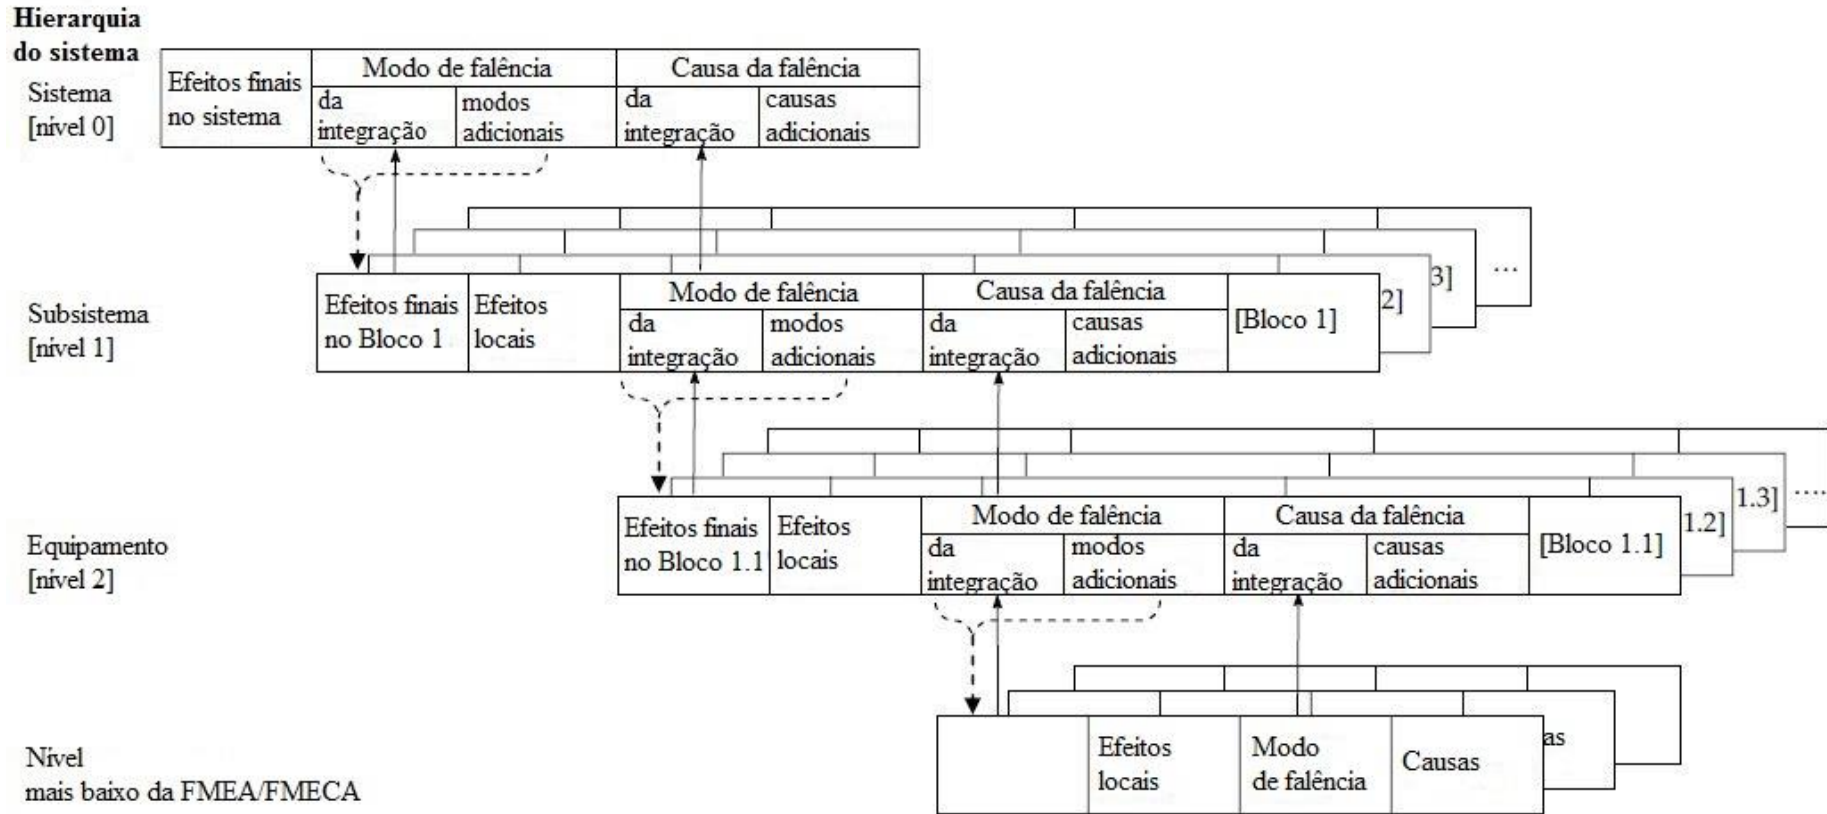 Hierarquia
do sistema
Sistema
[nível 0]
Efeitos finais
no sistema
Modo de falência
da
integração
modos
adicionais
Causa da falência
da
integração
causas
adicionais
Subsistema
[nível 1]
Efeitos finais
no Bloco 1
Efeitos
locais
Modo de falência
da
integração
modos
adicionais
Causa da falência
da
integração
causas
adicionais
[Bloco 1]
2]
3]
...
Equipamento
[nível 2]
Efeitos finais
no Bloco 1.1
Efeitos
locais
Modo de falência
da
integração
modos
adicionais
Causa da falência
da
integração
causas
adicionais
[Bloco 1.1]
1.2]
1.3]
....
Nível
mais baixo da FMEA/FMECA
Efeitos
locais
Modo
de falência
Causas
as